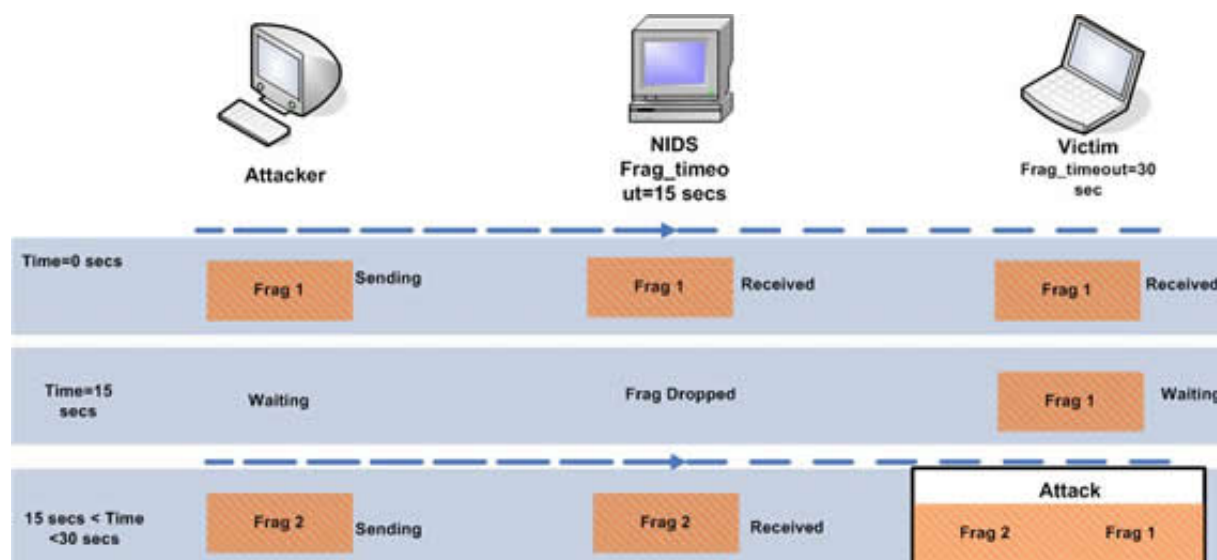 Attacker
NIDS
Frag_timeo
ut=15 secs
Victim
Frag_timeout=30
sec
Time=0 secs
Frag 1
Sending
Frag 1
Received
Frag 1
Received
Time=15
secs
Waiting
Frag Dropped
Frag 1
Waiting
15 secs < Time
<30 secs
Frag 2
Sending
Frag 2
Received
Attack
Frag 2
Frag 1